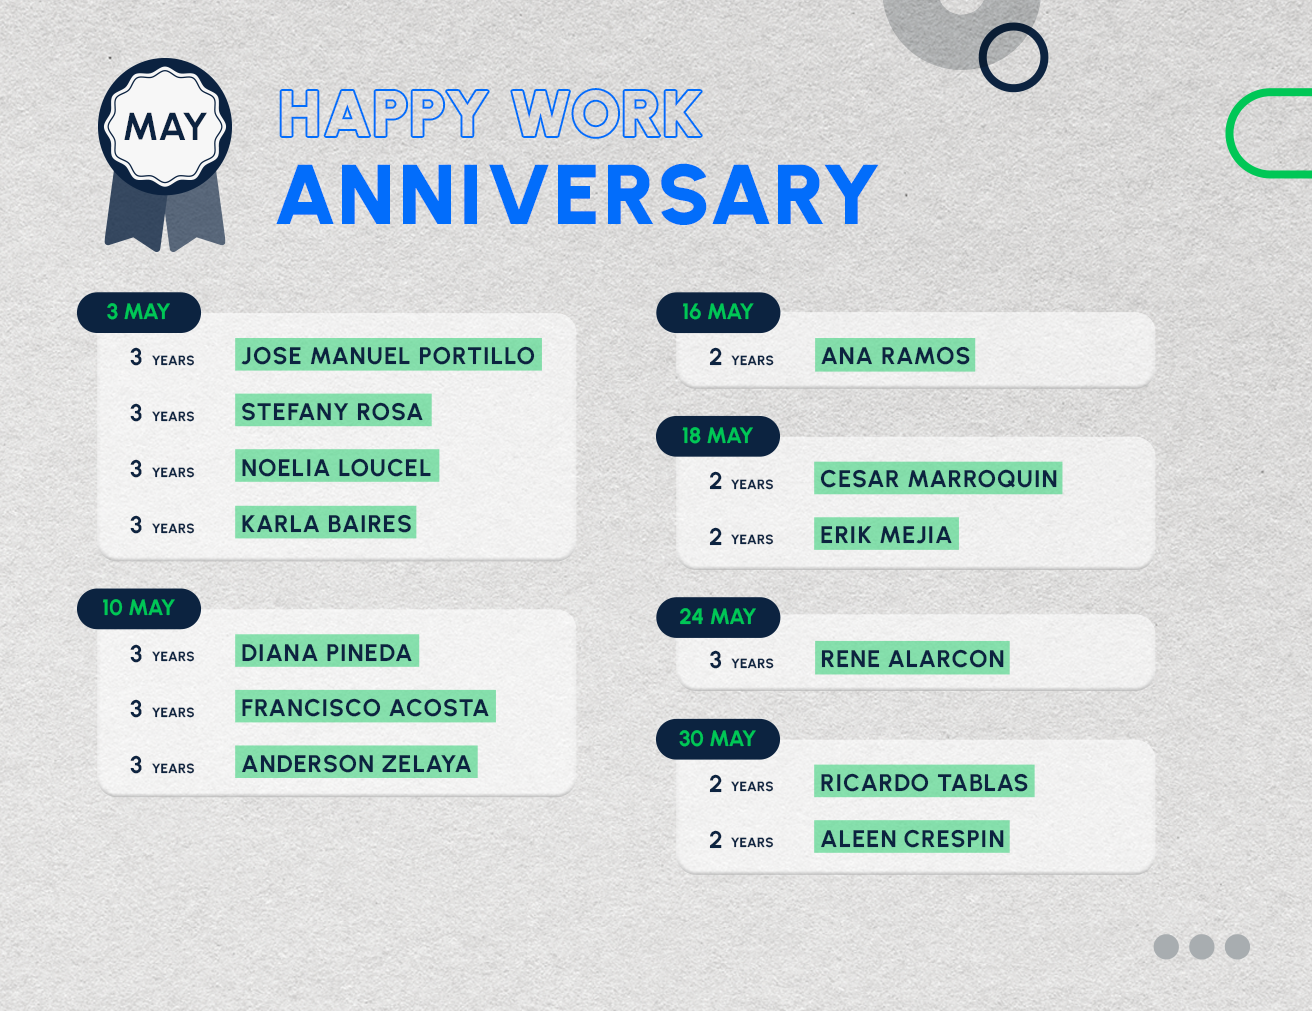 MAY
HAPPY WORK
ANNIVERSARY
3 MAY
3 YEARS JOSE MANUEL PORTILLO
3 YEARS STEFANY ROSA
3 YEARS NOELIA LOUCEL
3 YEARS KARLA BAIRES
10 MAY
3 YEARS DIANA PINEDA
3 YEARS FRANCISCO ACOSTA
3 YEARS ANDERSON ZELAYA
16 MAY
2 YEARS ANA RAMOS
18 MAY
2 YEARS CESAR MARROQUIN
2 YEARS ERIK MEJIA
24 MAY
3 YEARS RENE ALARCON
30 MAY
2 YEARS RICARDO TABLAS
2 YEARS ALEEN CRESPIN